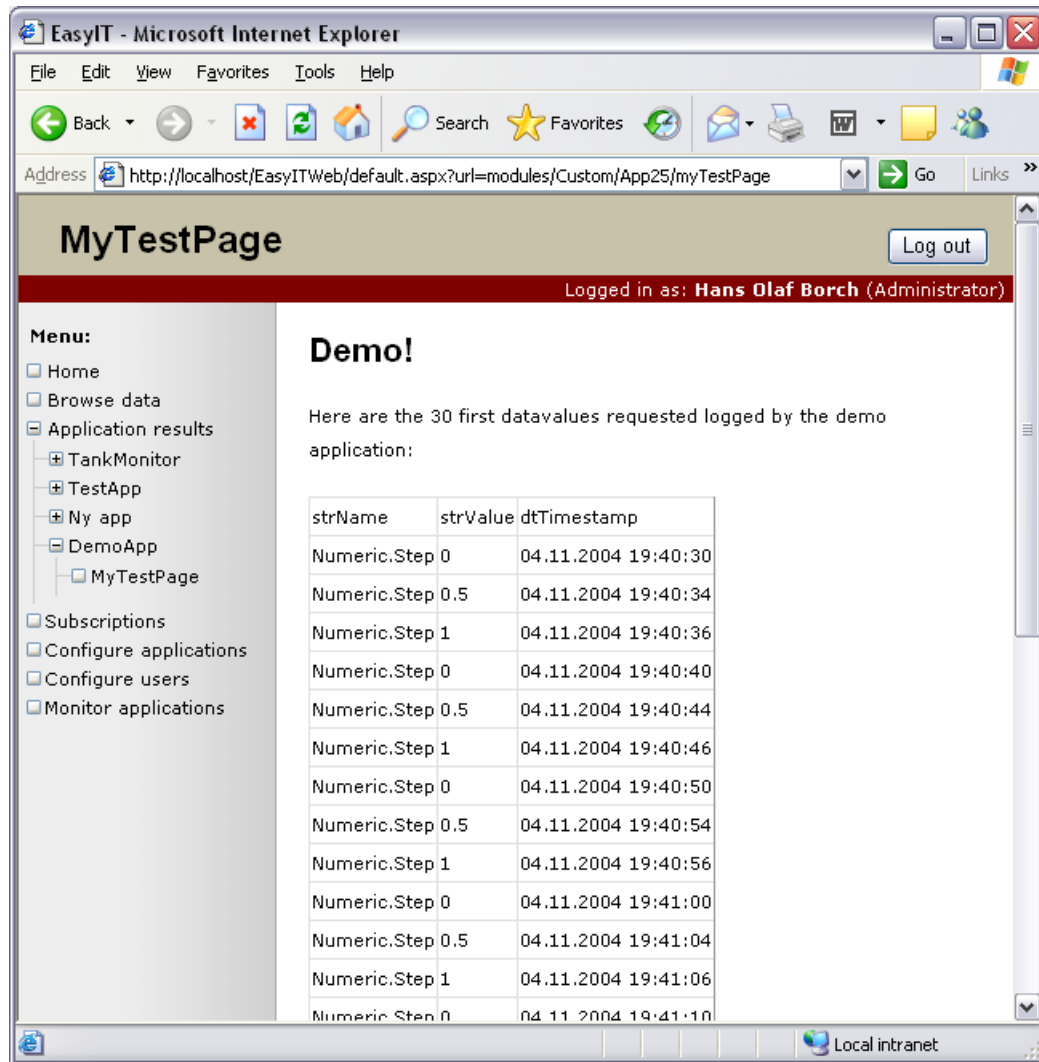 EasyIT - Microsoft Internet Explorer
File Edit View Favorites Tools Help
Back Search Favorites
Address http://localhost/EasyITWeb/default.aspx?url=modules/Custom/App25/myTestPage Go Links »
MyTestPage
Log out
Logged in as: Hans Olaf Borch (Administrator)
Menu:
Home
Browse data
Application results
TankMonitor
TestApp
Ny app
DemoApp
MyTestPage
Subscriptions
Configure applications
Configure users
Monitor applications
Demo!
Here are the 30 first datavalues requested logged by the demo
application:
strName strValue dtTimestamp
Numeric.Step 0 04.11.2004 19:40:30
Numeric.Step 0.5 04.11.2004 19:40:34
Numeric.Step 1 04.11.2004 19:40:36
Numeric.Step 0 04.11.2004 19:40:40
Numeric.Step 0.5 04.11.2004 19:40:44
Numeric.Step 1 04.11.2004 19:40:46
Numeric.Step 0 04.11.2004 19:40:50
Numeric.Step 0.5 04.11.2004 19:40:54
Numeric.Step 1 04.11.2004 19:40:56
Numeric.Step 0 04.11.2004 19:41:00
Numeric.Step 0.5 04.11.2004 19:41:04
Numeric.Step 1 04.11.2004 19:41:06
Numeric.Step 0 04.11.2004 19:41:10
Local intranet